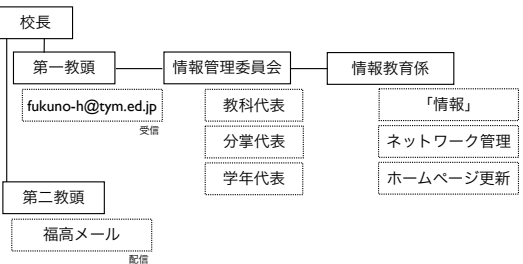 校長
第一教頭
情報管理委員会
情報教育係
fukuno-h@tym.ed.jp
受信
教科代表
分掌代表
学年代表
「情報」
ネットワーク管理
ホームページ更新
第二教頭
福高メール
配信